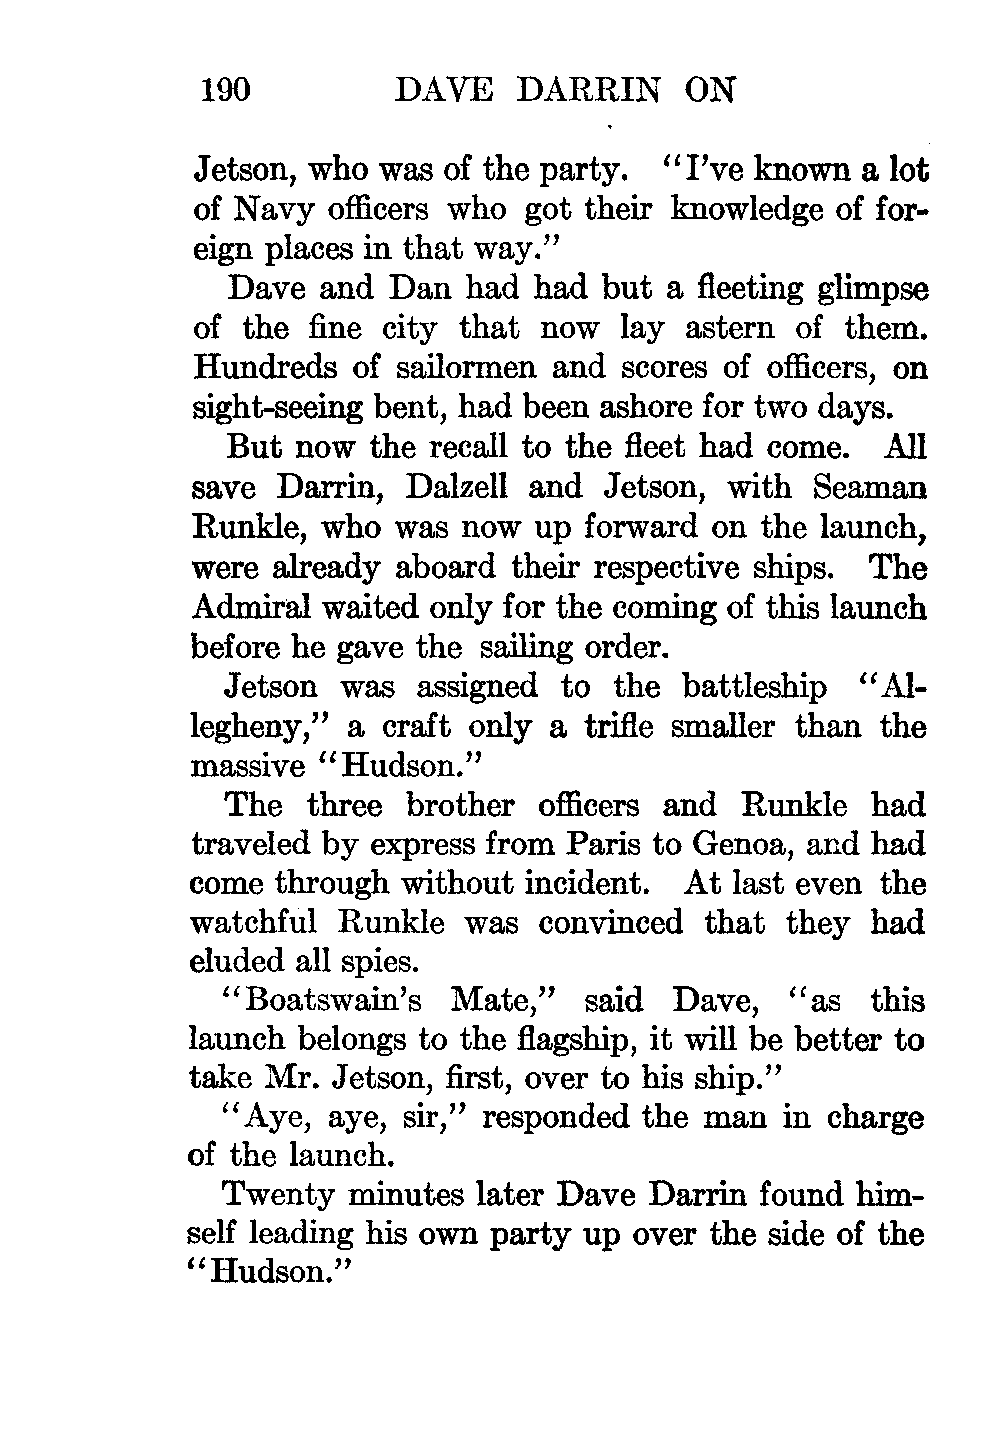 190 DAVE DARRIN ON
Jetson, who was of the party. “I’ve known a lot
of Navy officers who got their knowledge of for-
eign places in that way.”
Dave and Dan had had but a fleeting glimpse
of the fine city that now lay astern of them.
Hundreds of sailormen and scores of officers, on
sight-seeing bent, had been ashore for two days.
But now the recall to the fleet had come. All
save Darrin, Dalzell and Jetson, with Seaman
Runkle, who was now up forward on the launch,
were already aboard their respective ships. The
Admiral waited only for the coming of this launch
before he gave the sailing order.
Jetson was assigned to the battleship “Al-
legheny,” a craft only a trifle smaller than the
massive “Hudson.”
The three brother officers and Runkle had
traveled by express from Paris to Genoa, and had
come through without incident. At last even the
watchful Runkle was convinced that they had
eluded all spies.
“Boatswain’s Mate,” said Dave, “as this
launch belongs to the flagship, it will be better to
take Mr. Jetson, first, over to his ship.”
“Aye, aye, sir,” responded the man in charge
of the launch.
Twenty minutes later Dave Darrin found him-
self leading his own party up over the side of the
“Hudson.”